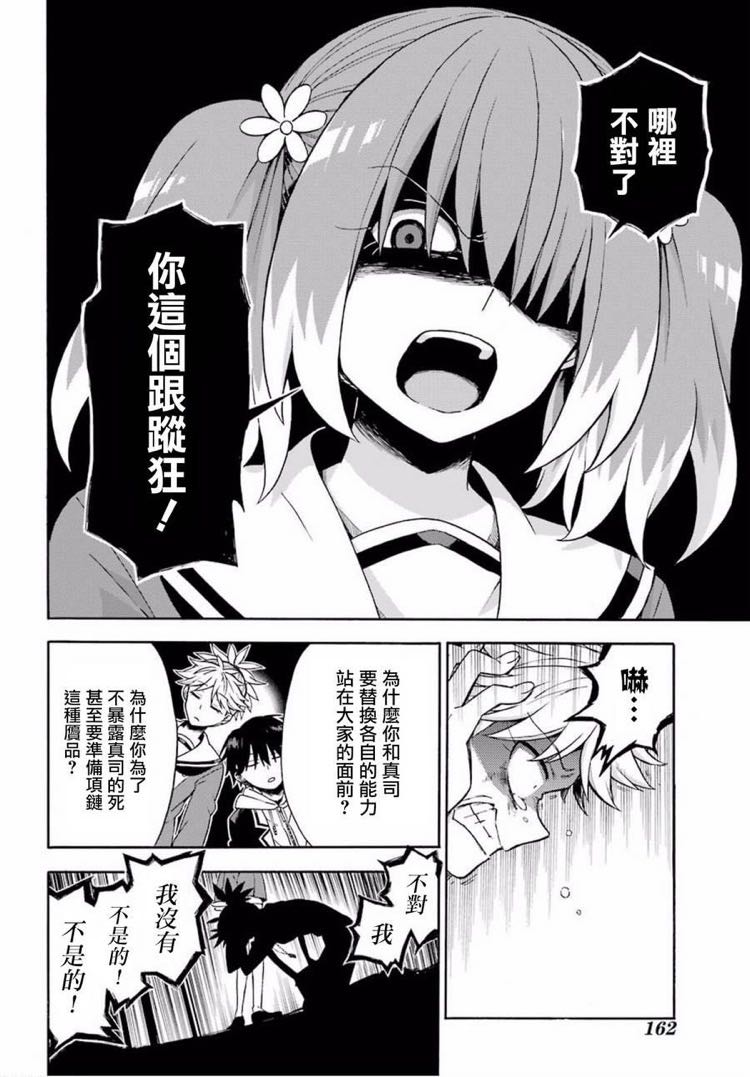 哪裡
不對了
你這個跟蹤狂！
嚇…
為什麼你和真司
要替換各自的能力
站在大家的面前？
為什麼你為了
不暴露真司的死
甚至要準備項鏈
這種贗品？
不對
我
我沒有
不是的！
不是的！
162